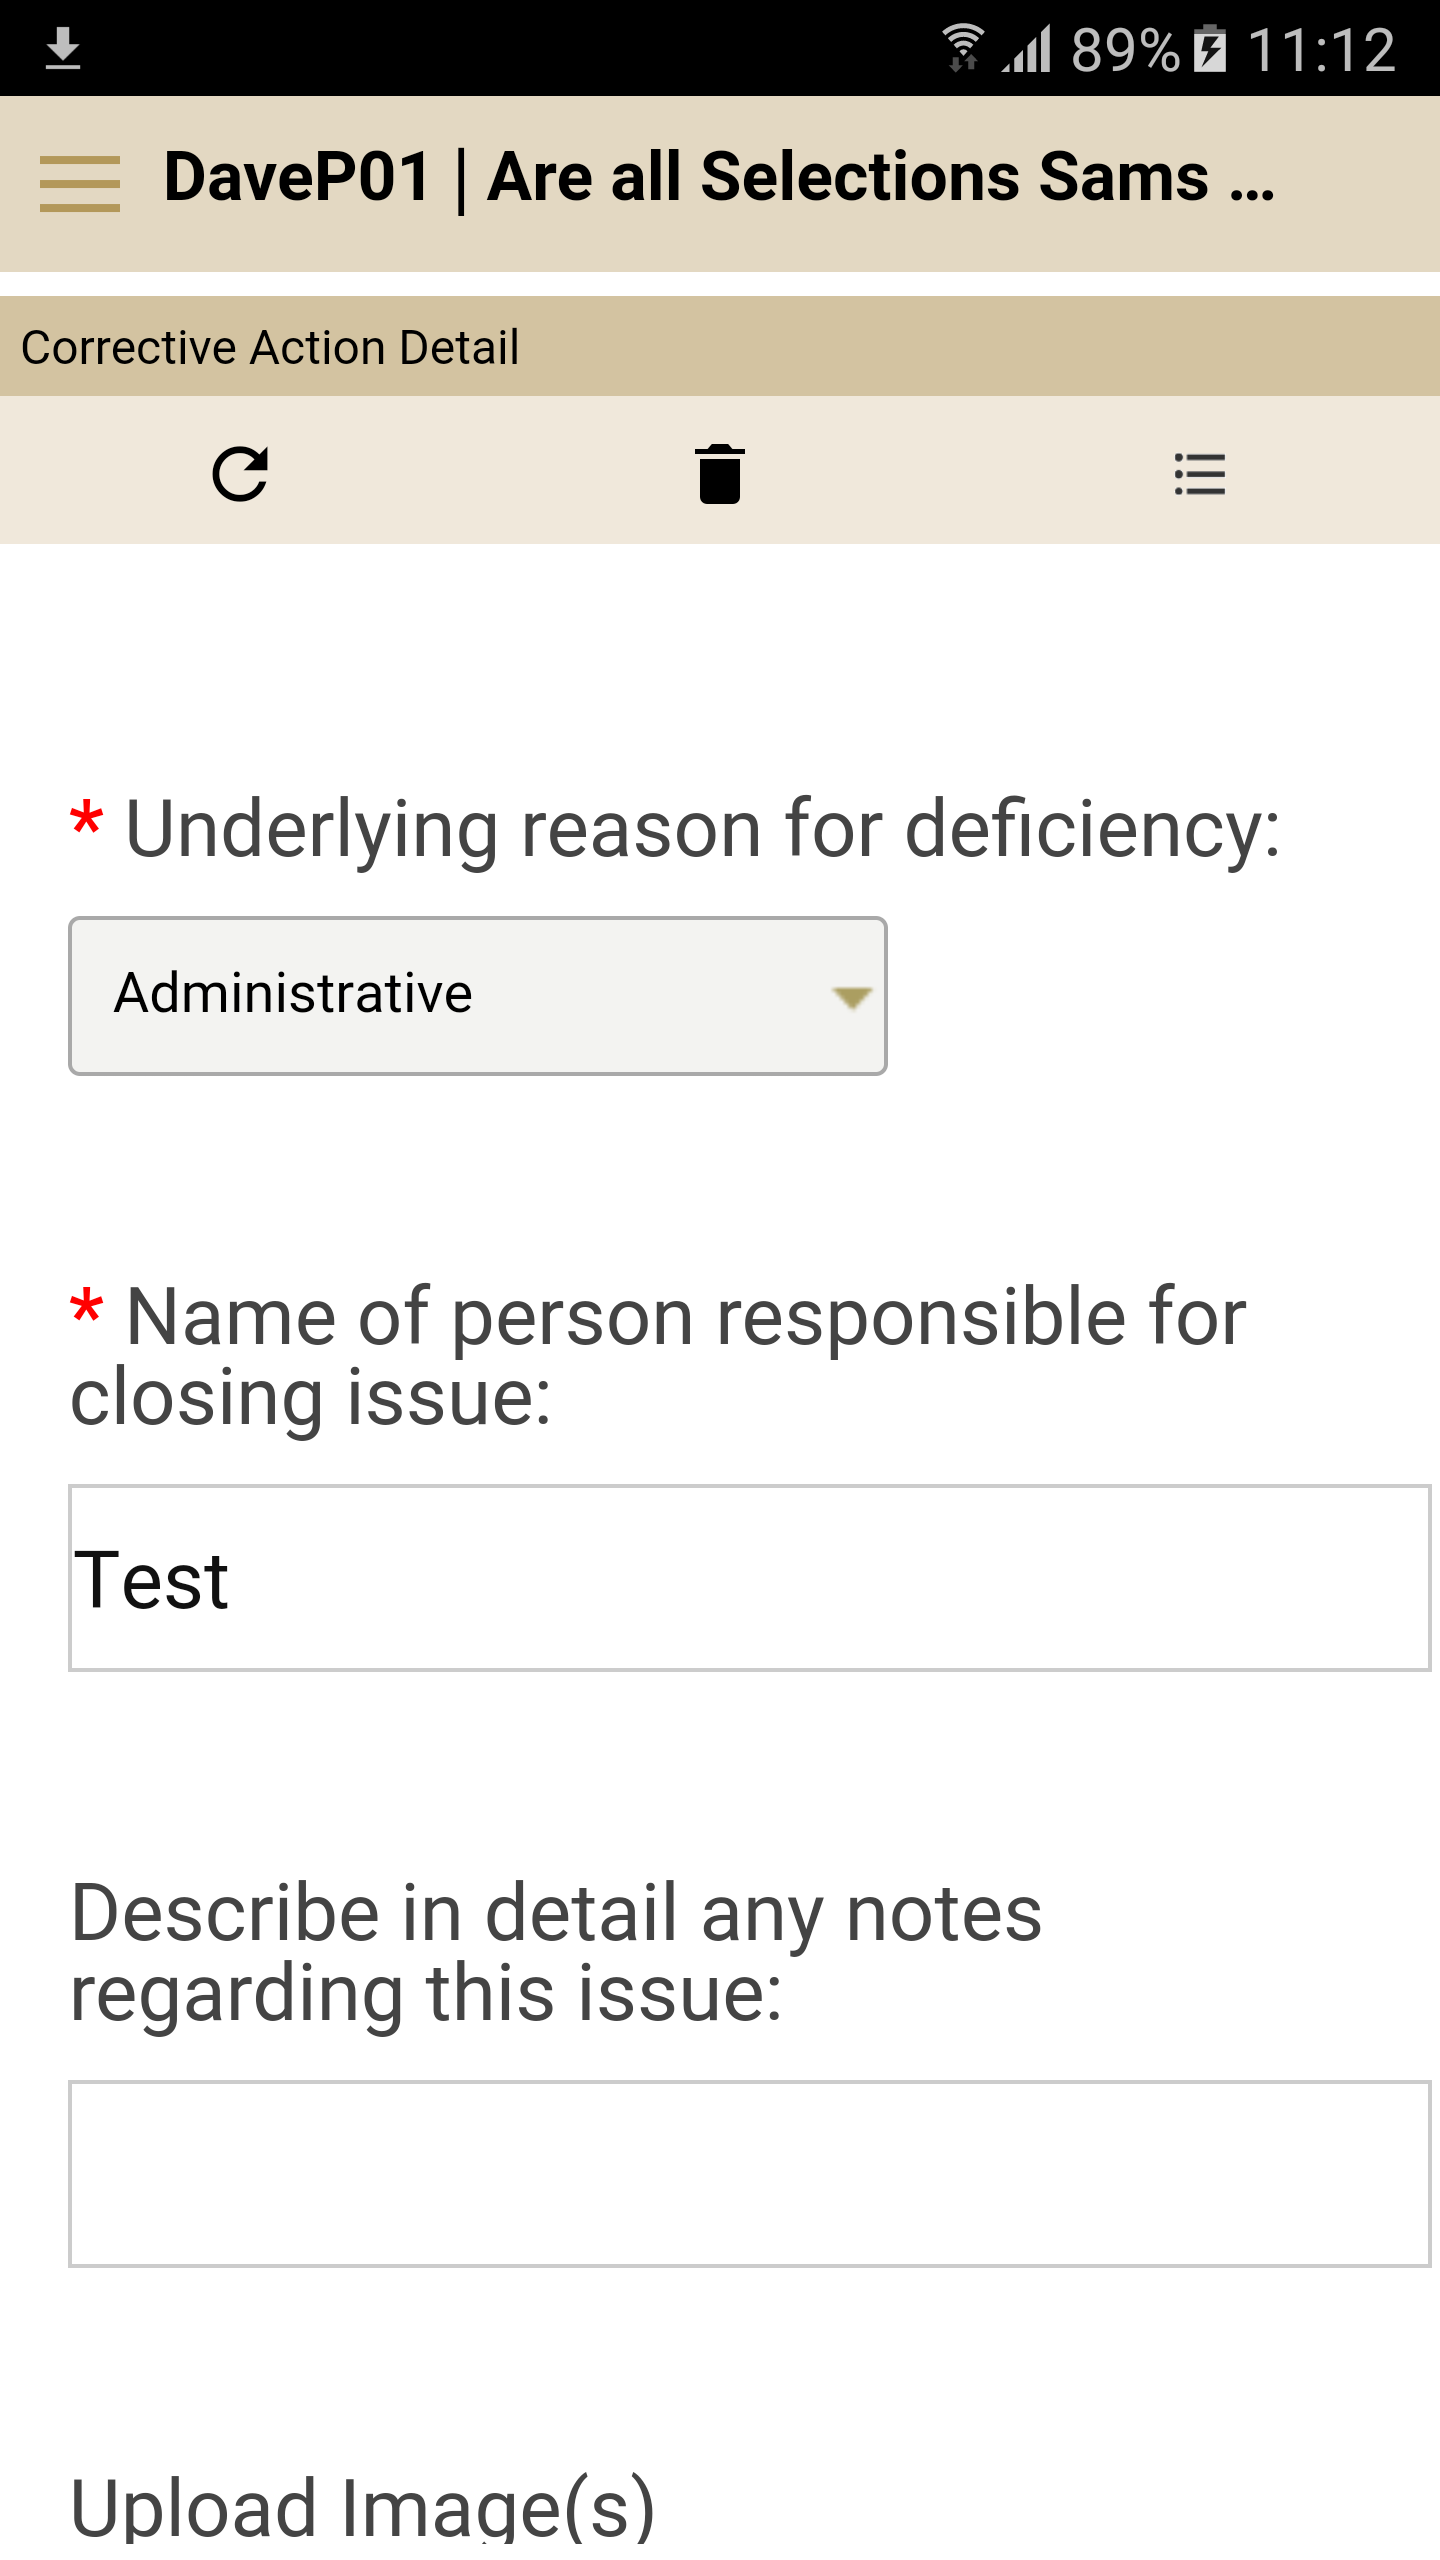 89% 11:12
DaveP01 | Are all Selections Sams ...
Corrective Action Detail
* Underlying reason for deficiency:
Administrative
* Name of person responsible for
closing issue:
Test
Describe in detail any notes
regarding this issue:
Upload Image(s)